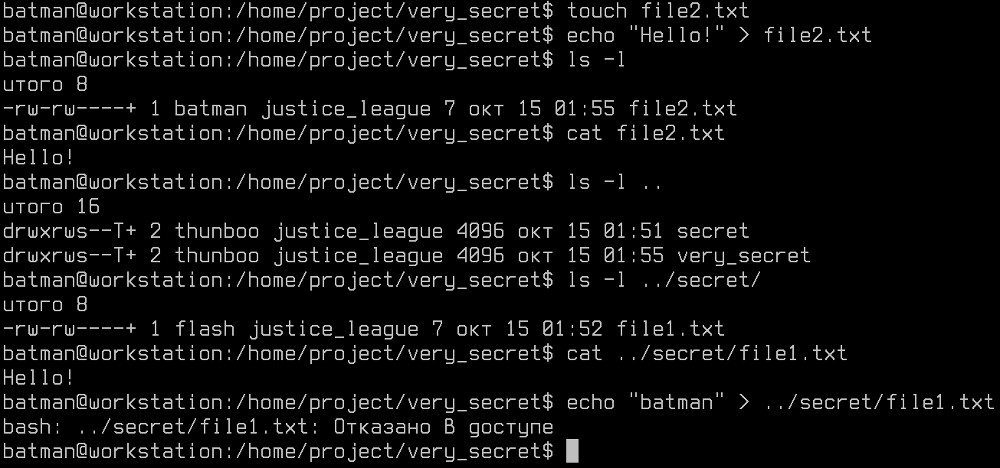 batman@workstation:/home/project/very_secret$ touch file2.txt
batman@workstation:/home/project/very_secret$ echo "Hello!" > file2.txt
batman@workstation:/home/project/very_secret$ ls -l
итого 8
-rw-rw----+ 1 batman justice_league 7 окт 15 01:55 file2.txt
batman@workstation:/home/project/very_secret$ cat file2.txt
Hello!
batman@workstation:/home/project/very_secret$ ls -l ..
итого 16
drwxrws--T+ 2 thunboo justice_league 4096 окт 15 01:51 secret
drwxrws--T+ 2 thunboo justice_league 4096 окт 15 01:55 very_secret
batman@workstation:/home/project/very_secret$ ls -l ../secret/
итого 8
-rw-rw----+ 1 flash justice_league 7 окт 15 01:52 file1.txt
batman@workstation:/home/project/very_secret$ cat ../secret/file1.txt
Hello!
batman@workstation:/home/project/very_secret$ echo "batman" > ../secret/file1.txt
bash: ../secret/file1.txt: Отказано в доступе
batman@workstation:/home/project/very_secret$